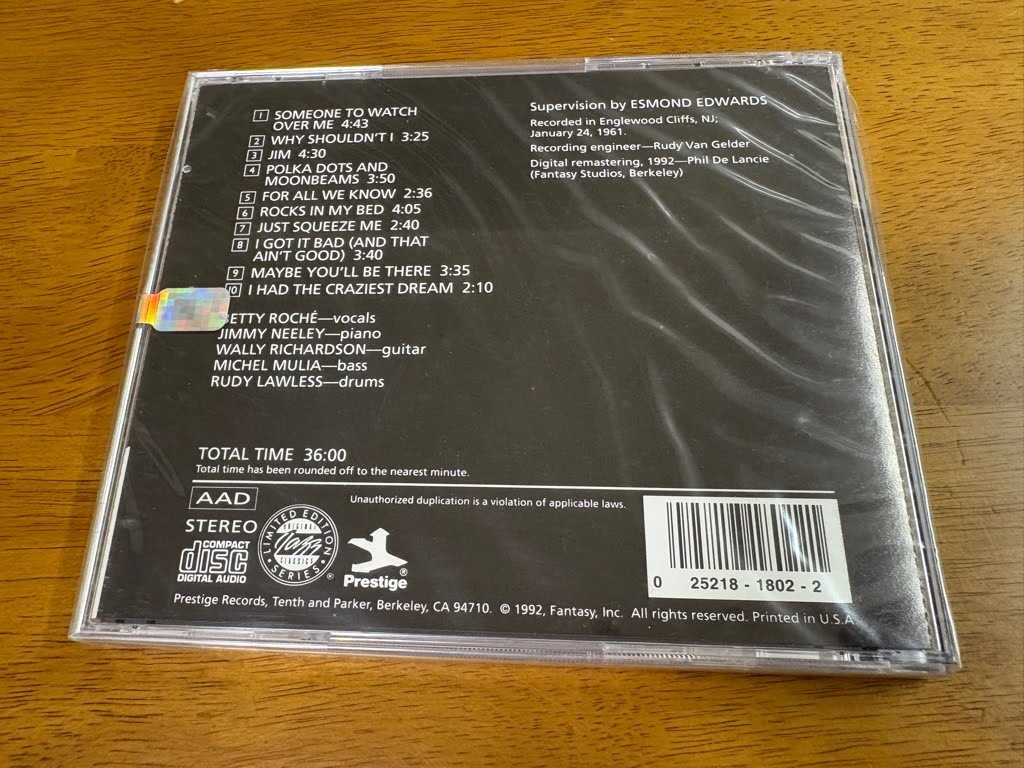 1 SOMEONE TO WATCH
OVER ME 4:43
2 WHY SHOULDN'T I 3:25
3 JIM 4:30
4 POLKA DOTS AND
MOONBEAMS 3:50
5 FOR ALL WE KNOW 2:36
6 ROCKS IN MY BED 4:05
7 JUST SQUEEZE ME 2:40
8 I GOT IT BAD (AND THAT
AIN'T GOOD) 3:40
9 MAYBE YOU'LL BE THERE 3:35
10 I HAD THE CRAZIEST DREAM 2:10
BETTY ROCHÉ—vocals
JIMMY NEELEY—piano
WALLY RICHARDSON—guitar
MICHEL MULIA—bass
RUDY LAWLESS—drums
Supervision by ESMOND EDWARDS
Recorded in Englewood Cliffs, NJ;
January 24, 1961.
Recording engineer—Rudy Van Gelder
Digital remastering, 1992—Phil De Lancie
(Fantasy Studios, Berkeley)
TOTAL TIME 36:00
Total time has been rounded off to the nearest minute.
AAD
Unauthorized duplication is a violation of applicable laws.
STEREO
COMPACT
disc
DIGITAL AUDIO
LIMITED EDITION
ORIGINAL
Jazz
CLASSICS
SERIES
®
Prestige®
0 25218 - 1802 - 2
Prestige Records, Tenth and Parker, Berkeley, CA 94710. © 1992, Fantasy, Inc. All rights reserved. Printed in U.S.A.